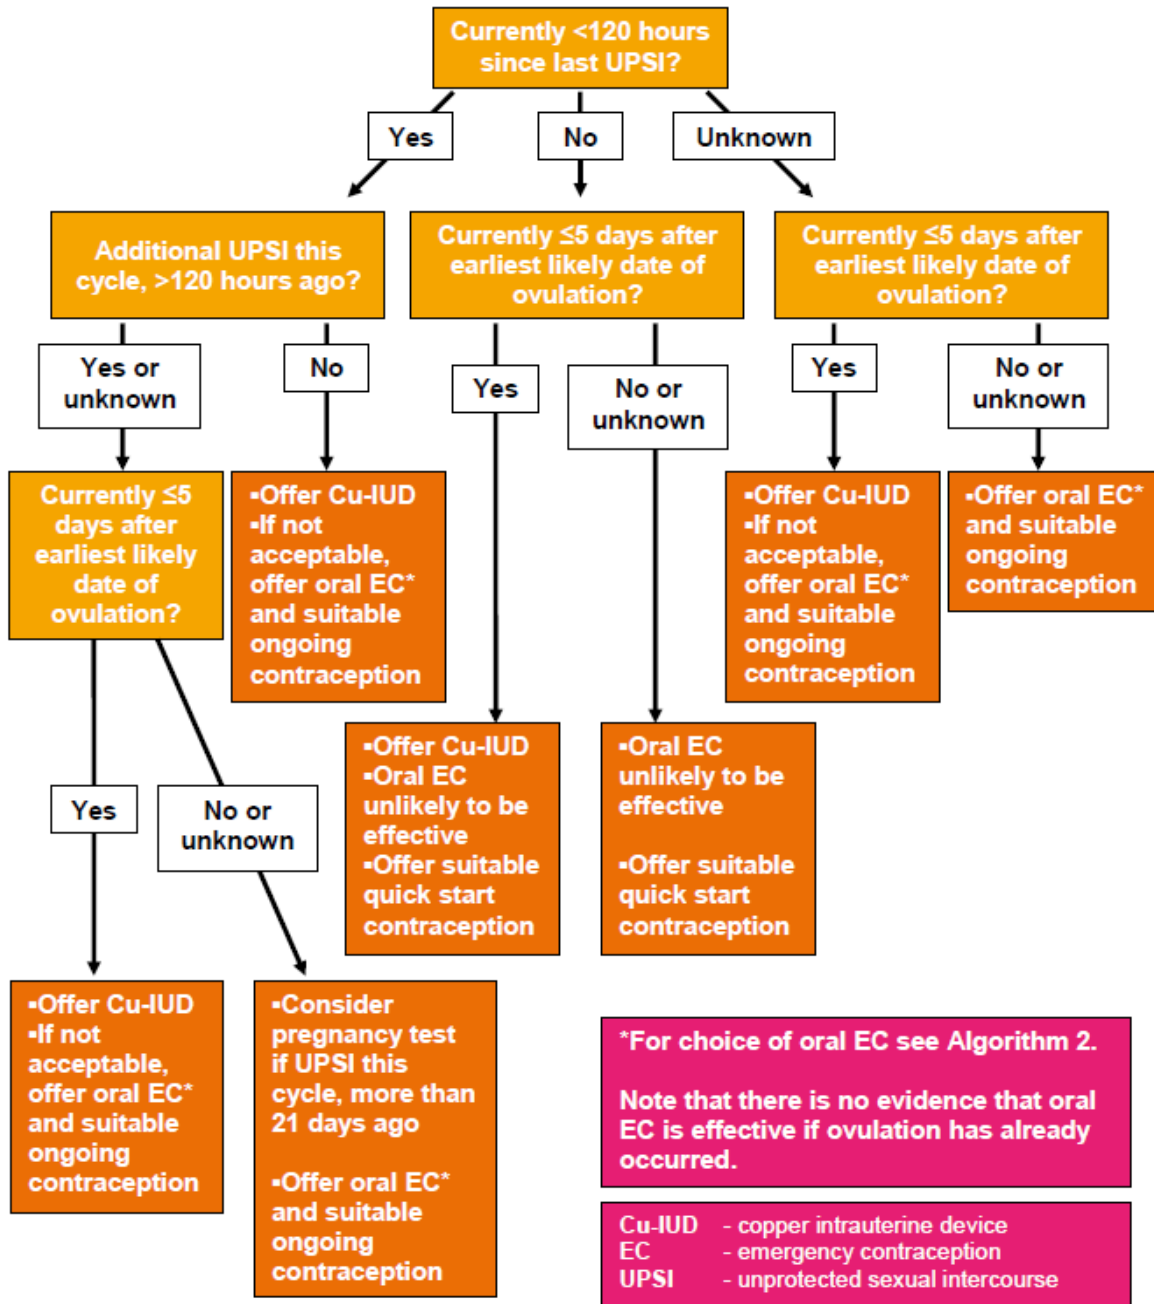 Currently <120 hours
since last UPSI?
Yes
No
Unknown
Additional UPSI this
cycle, >120 hours ago?
Currently ≤5 days after
earliest likely date of
ovulation?
Currently ≤5 days after
earliest likely date of
ovulation?
Yes or
unknown
No
Yes
No or
unknown
Yes
No or
unknown
Currently ≤5
days after
earliest likely
date of
ovulation?
▪Offer Cu-IUD
▪If not
acceptable,
offer oral EC*
and suitable
ongoing
contraception
▪Offer Cu-IUD
▪If not
acceptable,
offer oral EC*
and suitable
ongoing
contraception
▪Offer oral EC*
and suitable
ongoing
contraception
Yes
No or
unknown
▪Offer Cu-IUD
▪Oral EC
unlikely to be
effective
▪Offer suitable
quick start
contraception
▪Oral EC
unlikely to be
effective
▪Offer suitable
quick start
contraception
▪Offer Cu-IUD
▪If not
acceptable,
offer oral EC*
and suitable
ongoing
contraception
▪Consider
pregnancy test
if UPSI this
cycle, more than
21 days ago
▪Offer oral EC*
and suitable
ongoing
contraception
*For choice of oral EC see Algorithm 2.
Note that there is no evidence that oral
EC is effective if ovulation has already
occurred.
Cu-IUD - copper intrauterine device
EC - emergency contraception
UPSI - unprotected sexual intercourse